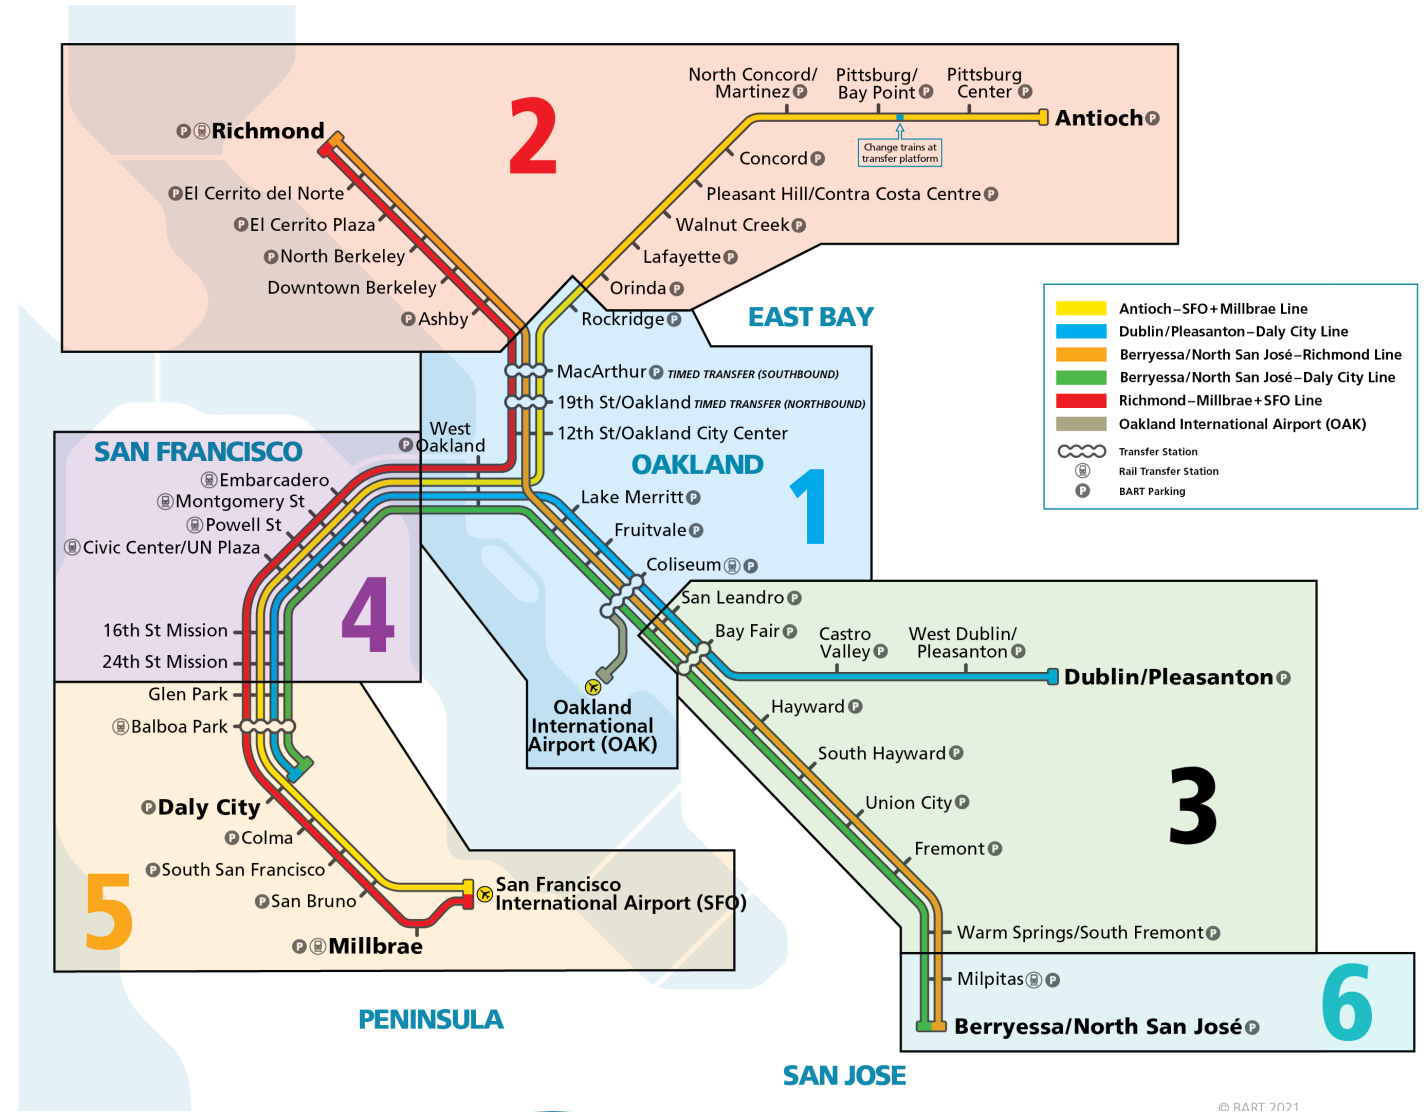 2
North Concord/
Martinez P
Pittsburg/
Bay Point P
Pittsburg
Center P
Antioch P
Change trains at
transfer platform
P Richmond
Concord P
P El Cerrito del Norte
Pleasant Hill/Contra Costa Centre P
P El Cerrito Plaza
Walnut Creek P
P North Berkeley
Lafayette P
Downtown Berkeley
Orinda P
P Ashby
Rockridge P
EAST BAY
Antioch–SFO+Millbrae Line
Dublin/Pleasanton–Daly City Line
Berryessa/North San José–Richmond Line
Berryessa/North San José–Daly City Line
Richmond–Millbrae+SFO Line
Oakland International Airport (OAK)
Transfer Station
Rail Transfer Station
P BART Parking
MacArthur P TIMED TRANSFER (SOUTHBOUND)
19th St/Oakland TIMED TRANSFER (NORTHBOUND)
12th St/Oakland City Center
West
P Oakland
SAN FRANCISCO
OAKLAND
1
Embarcadero
Montgomery St
Powell St
Civic Center/UN Plaza
Lake Merritt P
Fruitvale P
Coliseum P
4
San Leandro P
16th St Mission
Bay Fair P
Castro
Valley P
West Dublin/
Pleasanton P
24th St Mission
Dublin/Pleasanton P
Glen Park
Oakland
International
Airport (OAK)
Hayward P
Balboa Park
South Hayward P
3
P Daly City
Union City P
P Colma
Fremont P
P South San Francisco
5
San Francisco
International Airport (SFO)
P San Bruno
Warm Springs/South Fremont P
P Millbrae
Milpitas P
6
PENINSULA
Berryessa/North San José P
SAN JOSE
© BART 2021